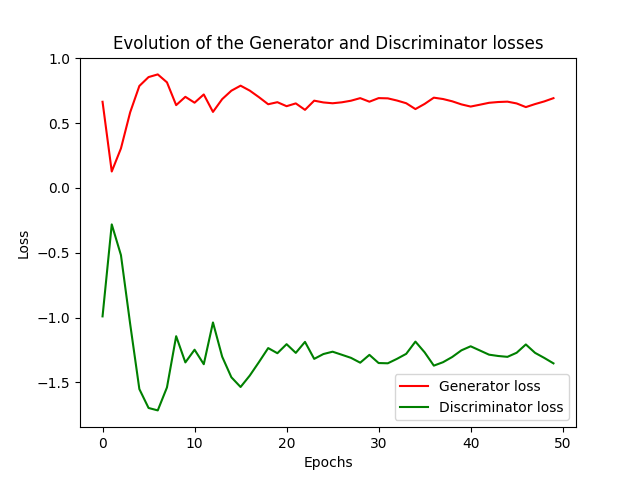 Evolution of the Generator and Discriminator losses
1.0
0.5
0.0
−0.5
−1.0
−1.5
Loss
0 10 20 30 40 50
Epochs
Generator loss
Discriminator loss